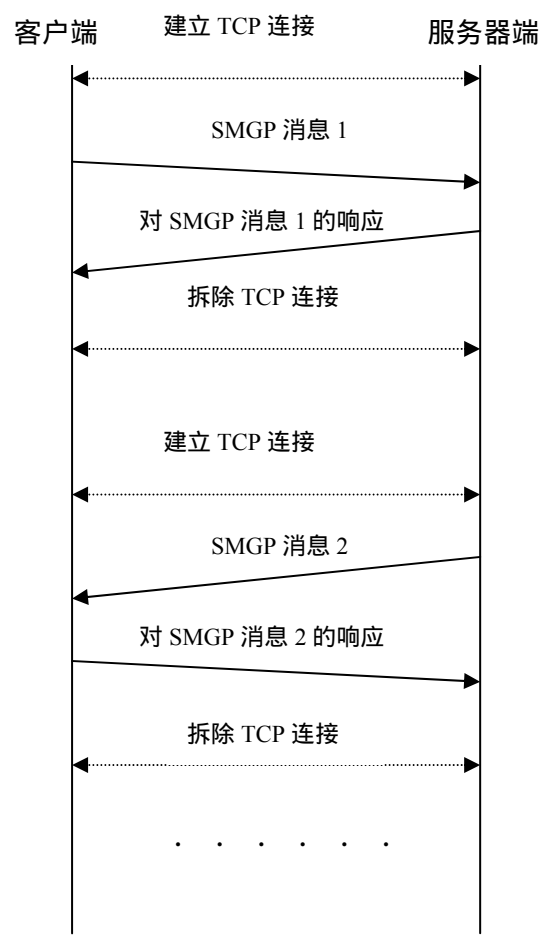 客户端
建立 TCP 连接
服务器端
SMGP 消息 1
对 SMGP 消息 1 的响应
拆除 TCP 连接
建立 TCP 连接
SMGP 消息 2
对 SMGP 消息 2 的响应
拆除 TCP 连接
. . . . . .